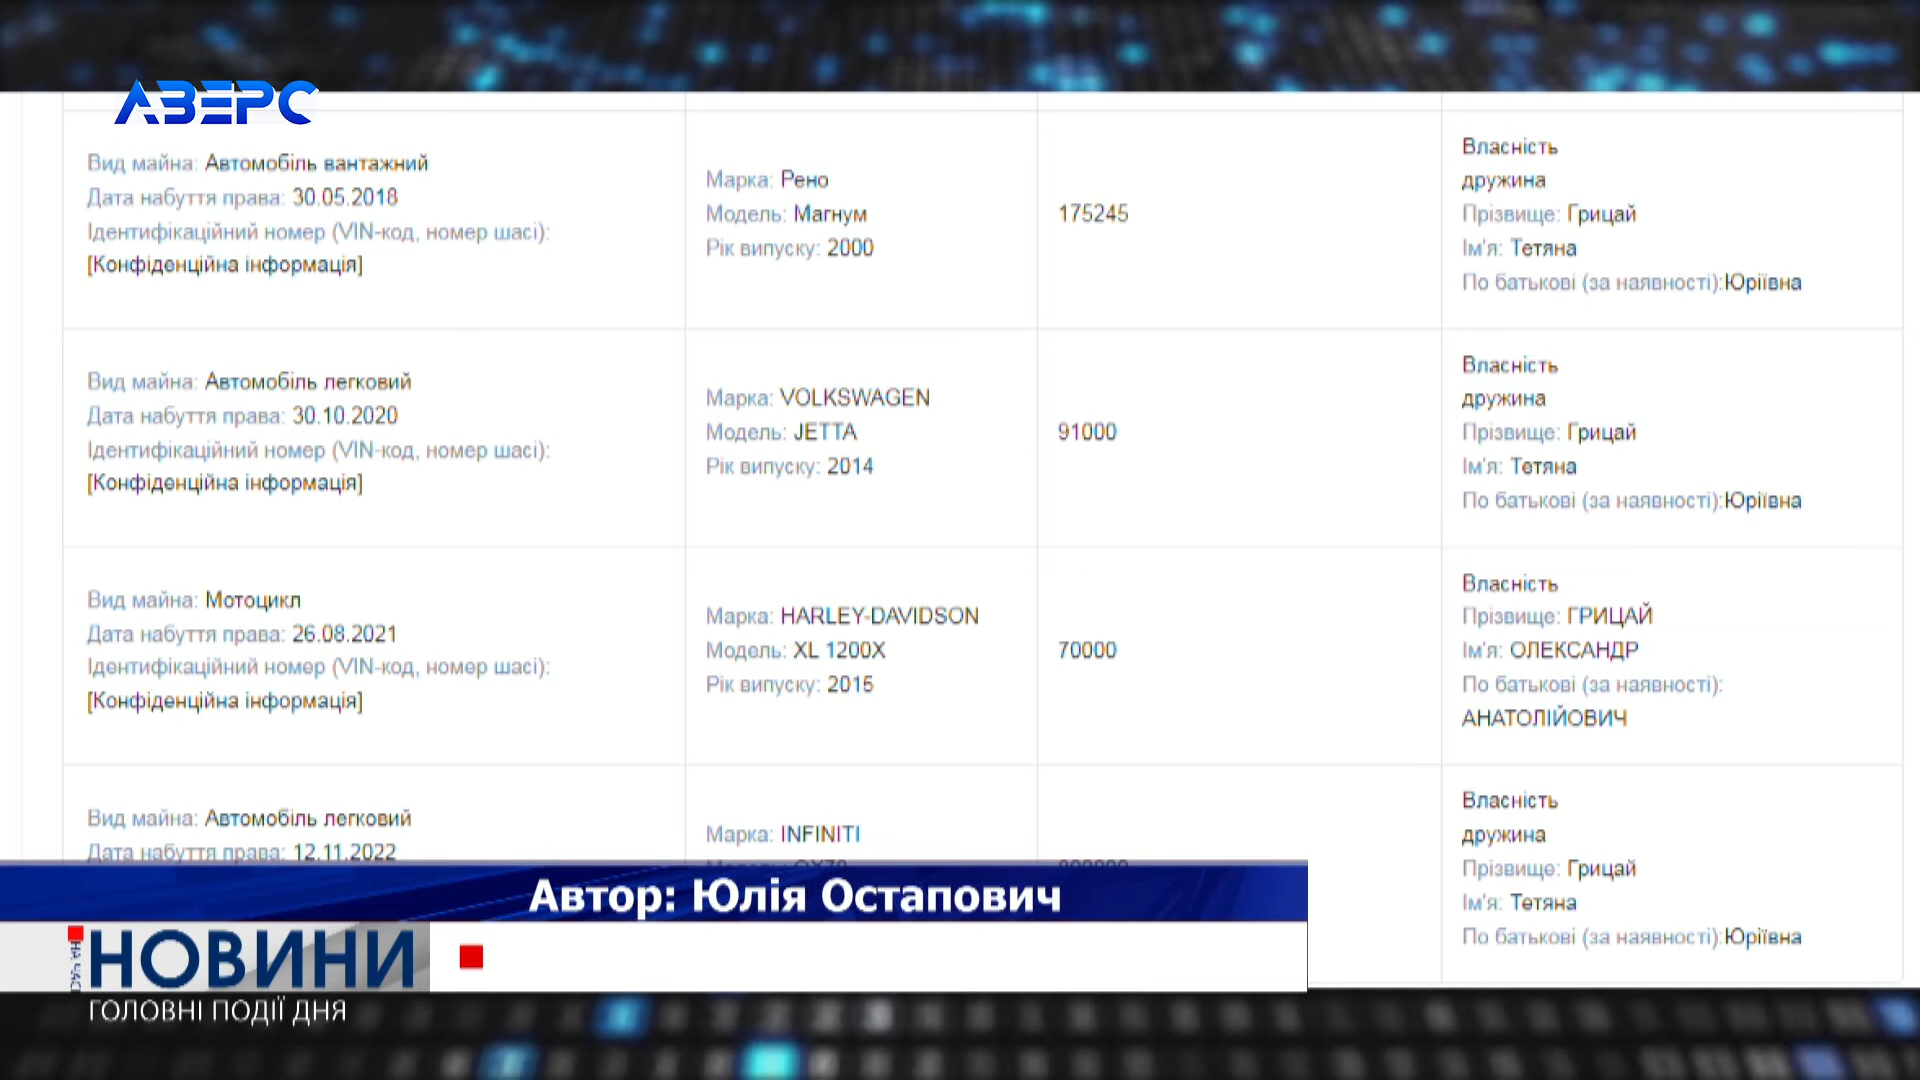 АВЕРС
Вид майна: Автомобіль вантажний
Дата набуття права: 30.05.2018
Ідентифікаційний номер (VIN-код, номер шасі):
[Конфіденційна інформація]
Марка: Рено
Модель: Магнум
Рік випуску: 2000
175245
Власність
дружина
Прізвище: Грицай
Ім'я: Тетяна
По батькові (за наявності):Юріївна
Вид майна: Автомобіль легковий
Дата набуття права: 30.10.2020
Ідентифікаційний номер (VIN-код, номер шасі):
[Конфіденційна інформація]
Марка: VOLKSWAGEN
Модель: JETTA
Рік випуску: 2014
91000
Власність
дружина
Прізвище: Грицай
Ім'я: Тетяна
По батькові (за наявності):Юріївна
Вид майна: Мотоцикл
Дата набуття права: 26.08.2021
Ідентифікаційний номер (VIN-код, номер шасі):
[Конфіденційна інформація]
Марка: HARLEY-DAVIDSON
Модель: XL 1200X
Рік випуску: 2015
70000
Власність
Прізвище: ГРИЦАЙ
Ім'я: ОЛЕКСАНДР
По батькові (за наявності):
АНАТОЛІЙОВИЧ
Вид майна: Автомобіль легковий
Дата набуття права: 12.11.2022
Марка: INFINITI
Власність
дружина
Прізвище: Грицай
Ім'я: Тетяна
По батькові (за наявності):Юріївна
Автор: Юлія Остапович
НА ЧАСІ
НОВИНИ
ГОЛОВНІ ПОДІЇ ДНЯ